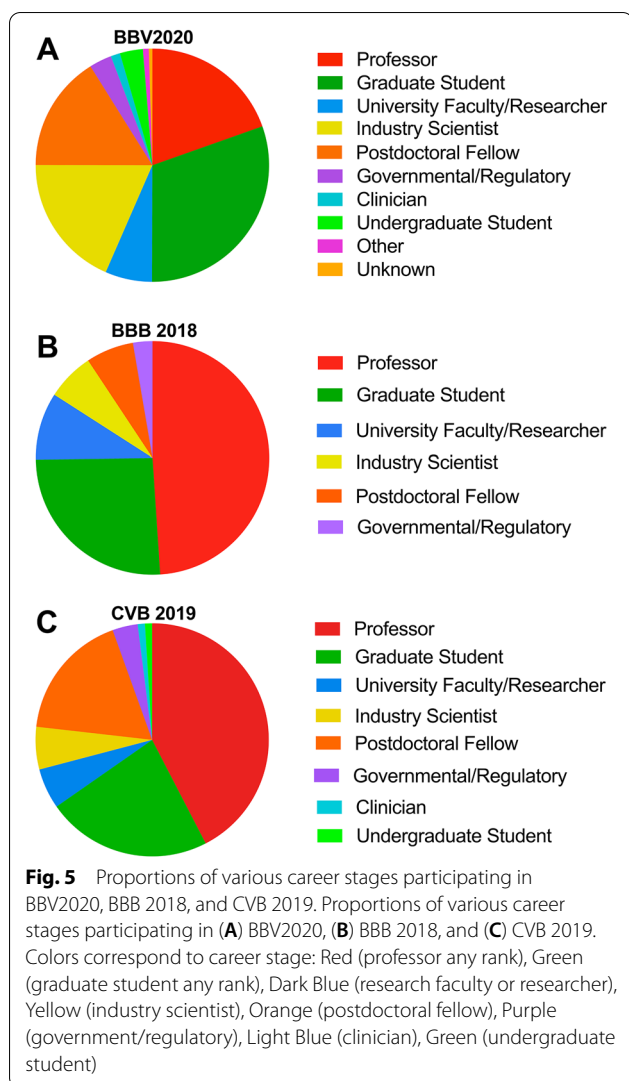 A
BBV2020
Professor
Graduate Student
University Faculty/Researcher
Industry Scientist
Postdoctoral Fellow
Governmental/Regulatory
Clinician
Undergraduate Student
Other
Unknown
B
BBB 2018
Professor
Graduate Student
University Faculty/Researcher
Industry Scientist
Postdoctoral Fellow
Governmental/Regulatory
C
CVB 2019
Professor
Graduate Student
University Faculty/Researcher
Industry Scientist
Postdoctoral Fellow
Governmental/Regulatory
Clinician
Undergraduate Student
Fig. 5 Proportions of various career stages participating in
BBV2020, BBB 2018, and CVB 2019. Proportions of various career
stages participating in (A) BBV2020, (B) BBB 2018, and (C) CVB 2019.
Colors correspond to career stage: Red (professor any rank), Green
(graduate student any rank), Dark Blue (research faculty or researcher),
Yellow (industry scientist), Orange (postdoctoral fellow), Purple
(government/regulatory), Light Blue (clinician), Green (undergraduate
student)